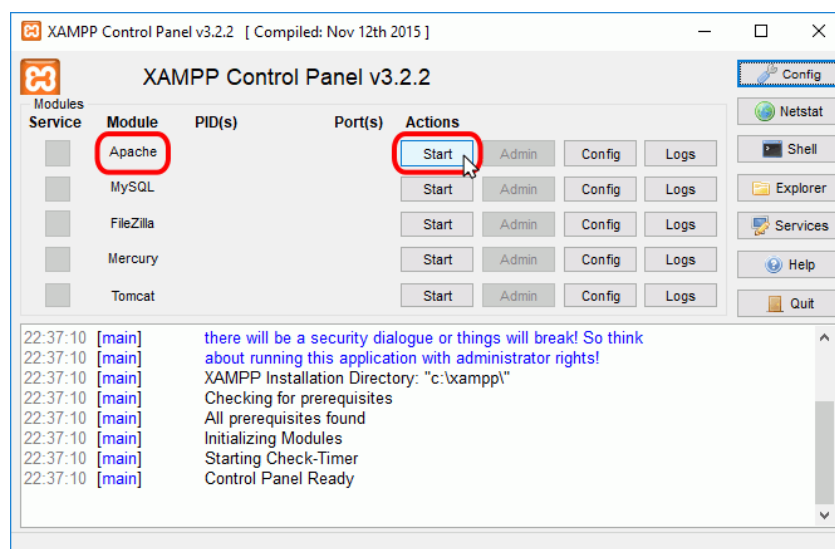 XAMPP Control Panel v3.2.2 [ Compiled: Nov 12th 2015 ]
XAMPP Control Panel v3.2.2
Config
Modules
Service Module PID(s) Port(s) Actions
Netstat
Apache Start Admin Config Logs
Shell
MySQL Start Admin Config Logs
Explorer
FileZilla Start Admin Config Logs
Services
Mercury Start Admin Config Logs
Help
Tomcat Start Admin Config Logs
Quit
22:37:10 [main] there will be a security dialogue or things will break! So think
22:37:10 [main] about running this application with administrator rights!
22:37:10 [main] XAMPP Installation Directory: "c:\xampp\"
22:37:10 [main] Checking for prerequisites
22:37:10 [main] All prerequisites found
22:37:10 [main] Initializing Modules
22:37:10 [main] Starting Check-Timer
22:37:10 [main] Control Panel Ready